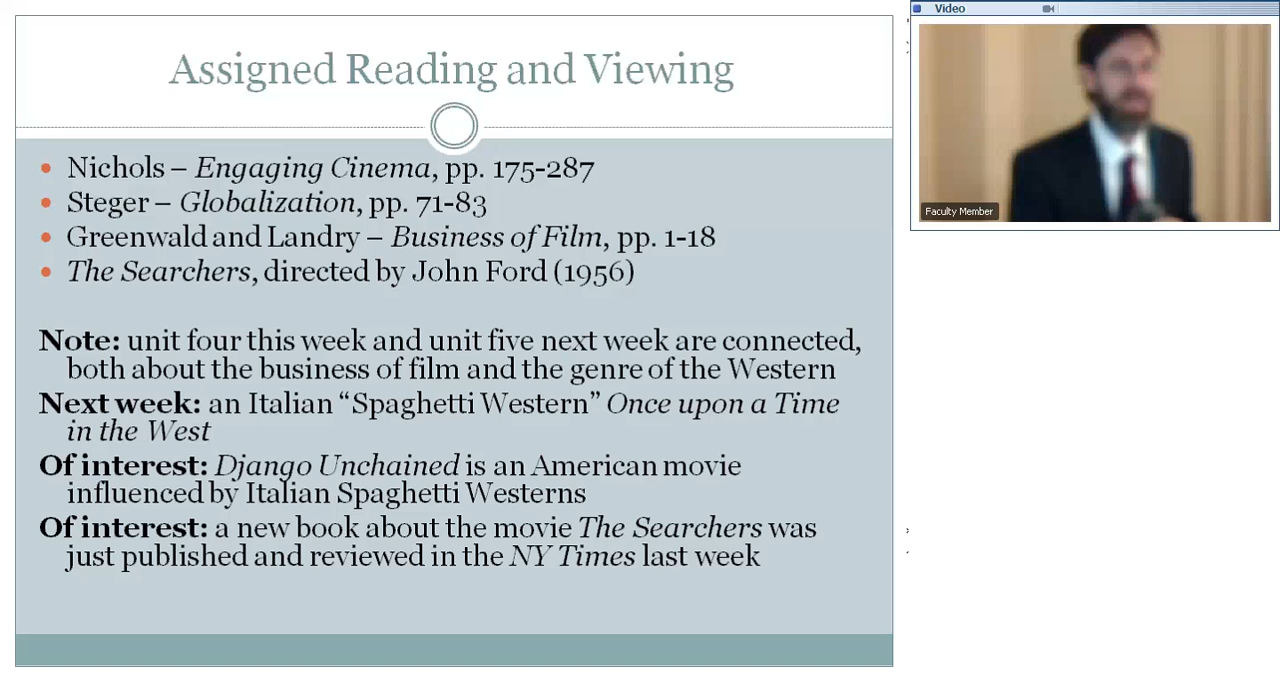 Assigned Reading and Viewing
• Nichols – Engaging Cinema, pp. 175-287
• Steger – Globalization, pp. 71-83
• Greenwald and Landry – Business of Film, pp. 1-18
• The Searchers, directed by John Ford (1956)
Note: unit four this week and unit five next week are connected,
both about the business of film and the genre of the Western
Next week: an Italian “Spaghetti Western” Once upon a Time
in the West
Of interest: Django Unchained is an American movie
influenced by Italian Spaghetti Westerns
Of interest: a new book about the movie The Searchers was
just published and reviewed in the NY Times last week
Video
Faculty Member